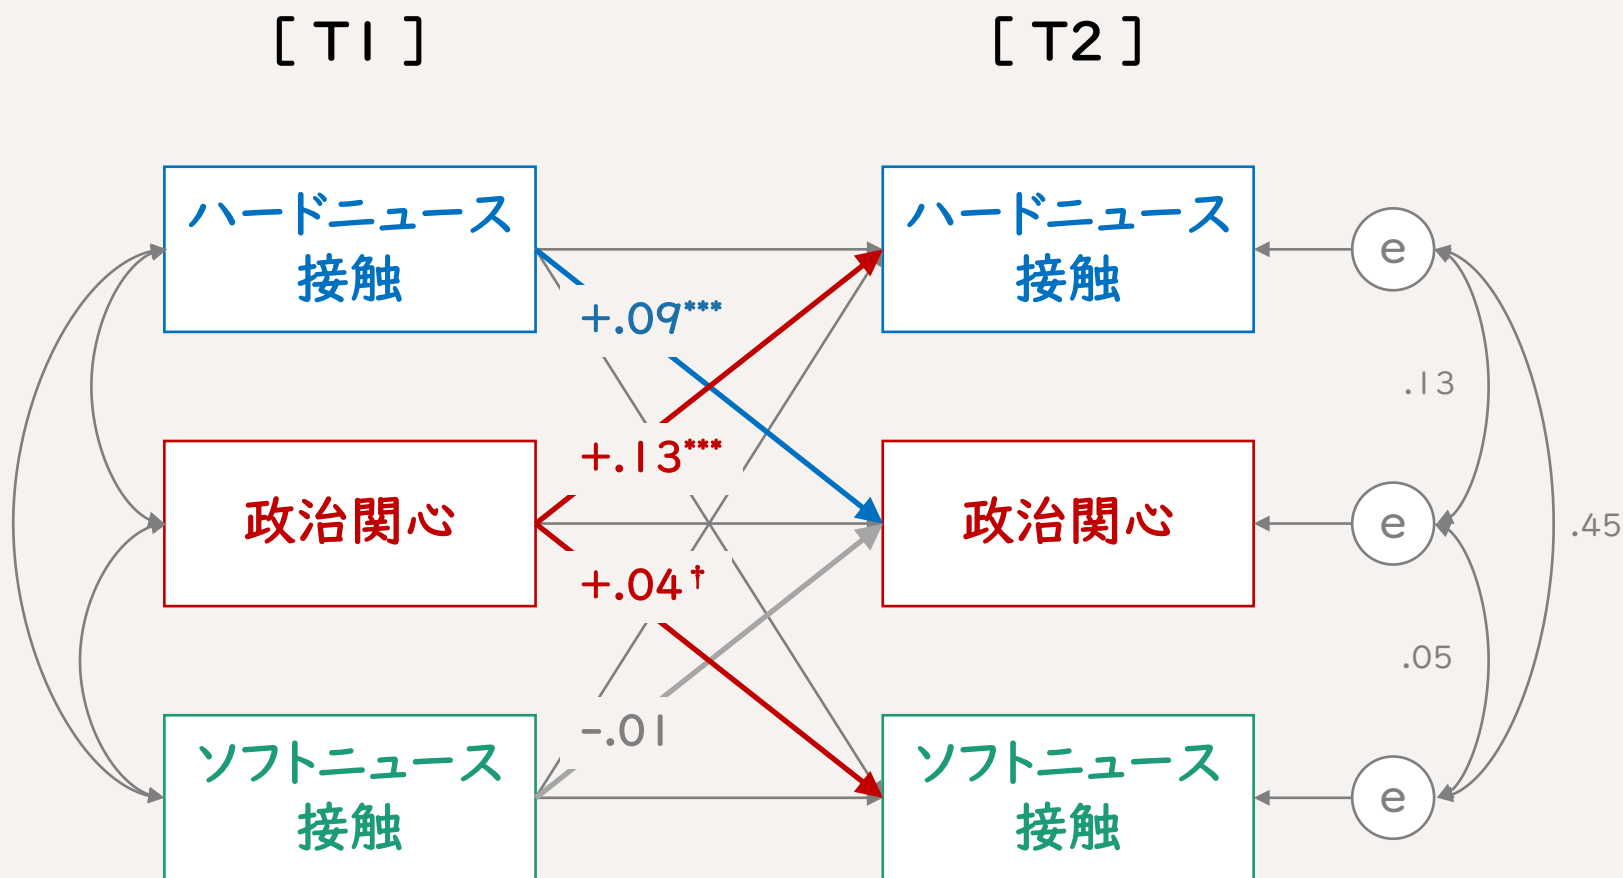 [ T1 ] [ T2 ]
ハードニュース
接触
ハードニュース
接触
e
+.09***
.13
+.13***
政治関心
政治関心
e
.45
+.04†
.05
-.01
ソフトニュース
接触
ソフトニュース
接触
e